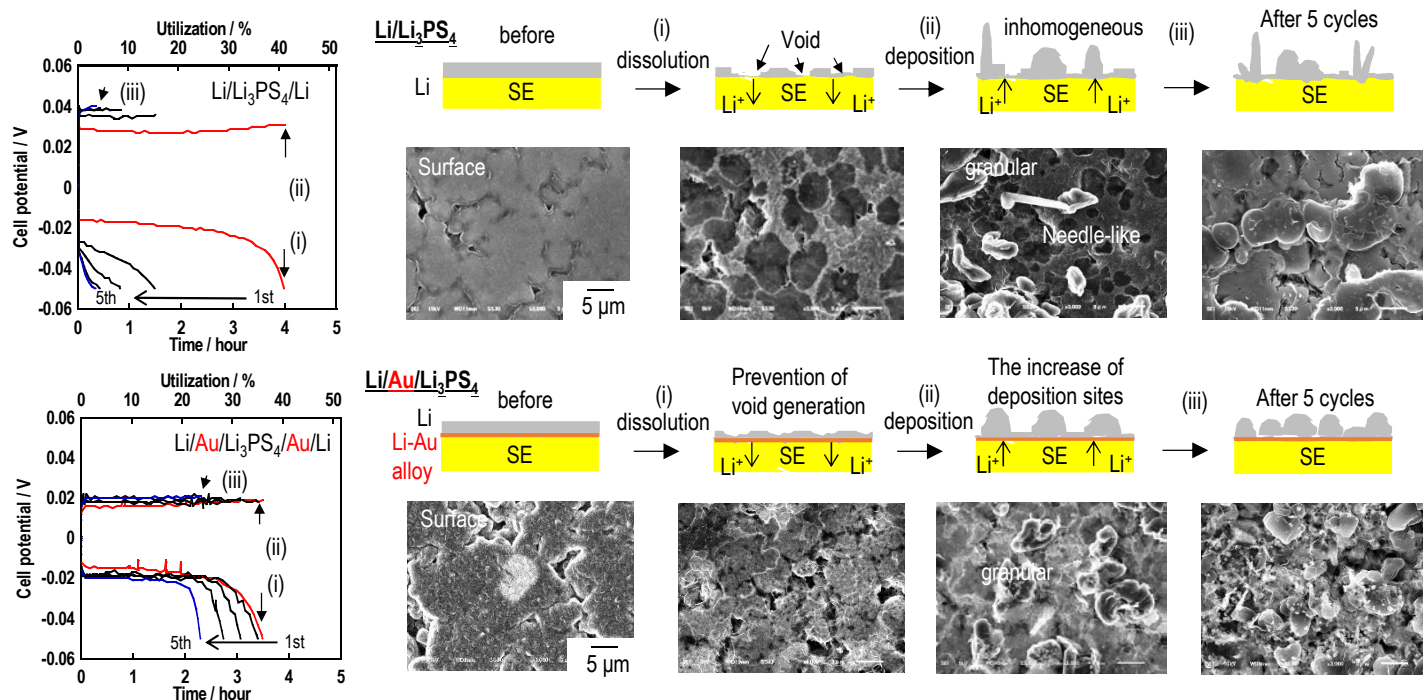 Utilization / %
0 10 20 30 40 50
0.06
0.04
0.02
0
-0.02
-0.04
-0.06
Cell potential / V
(iii)
Li/Li₃PS₄/Li
(ii)
(i)
5th
1st
0 1 2 3 4 5
Time / hour
Li/Li₃PS₄
before
Li
SE
(i)
dissolution
Void
Li⁺
SE
Li⁺
(ii)
deposition
inhomogeneous
Li⁺
SE
Li⁺
(iii)
After 5 cycles
SE
Surface
5 μm
granular
Needle-like
Utilization / %
0 10 20 30 40 50
0.06
0.04
0.02
0
-0.02
-0.04
-0.06
Cell potential / V
Li/Au/Li₃PS₄/Au/Li
(iii)
(ii)
(i)
5th
1st
0 1 2 3 4 5
Time / hour
Li/Au/Li₃PS₄
before
Li
Li-Au
alloy
SE
(i)
dissolution
Prevention of
void generation
Li⁺
SE
Li⁺
(ii)
deposition
The increase of
deposition sites
Li⁺
SE
Li⁺
(iii)
After 5 cycles
SE
Surface
5 μm
granular